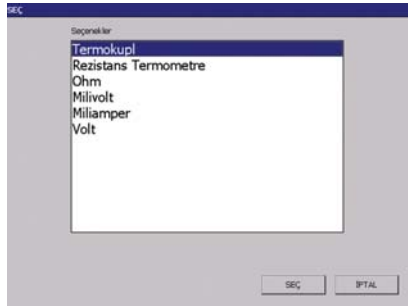 SEÇ
Seçenekler
Termokupl
Rezistans Termometre
Ohm
Milivolt
Miliamper
Volt
SEÇ
İPTAL